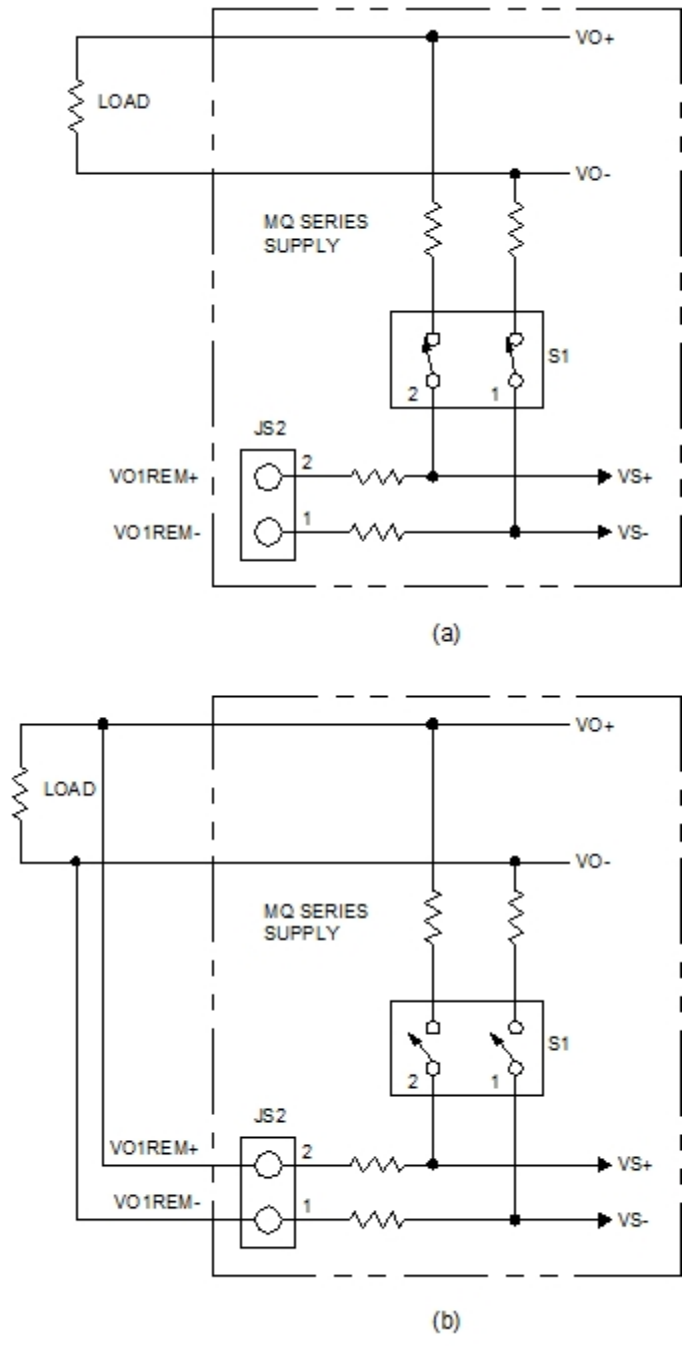 VO+
LOAD
VO-
MQ SERIES
SUPPLY
S1
2 1
JS2
VO1REM+ 2 VS+
VO1REM- 1 VS-
(a)
VO+
LOAD
VO-
MQ SERIES
SUPPLY
S1
2 1
JS2
VO1REM+ 2 VS+
VO1REM- 1 VS-
(b)